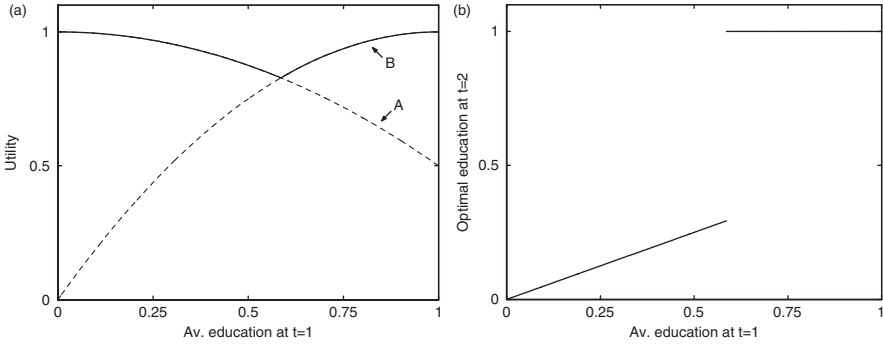 (a)
1
0.5
0
Utility
B
A
0.25
0.5
0.75
1
Av. education at t=1
(b)
1
0.5
0
Optimal education at t=2
0
0.25
0.5
0.75
1
Av. education at t=1